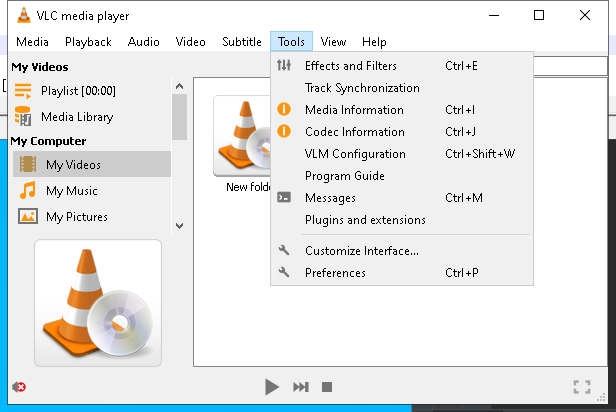 VLC media player
Media Playback Audio Video Subtitle Tools View Help
My Videos
Playlist [00:00]
Media Library
My Computer
My Videos
My Music
My Pictures
New folde
Effects and Filters Ctrl+E
Track Synchronization
Media Information Ctrl+I
Codec Information Ctrl+J
VLM Configuration Ctrl+Shift+W
Program Guide
Messages Ctrl+M
Plugins and extensions
Customize Interface...
Preferences Ctrl+P